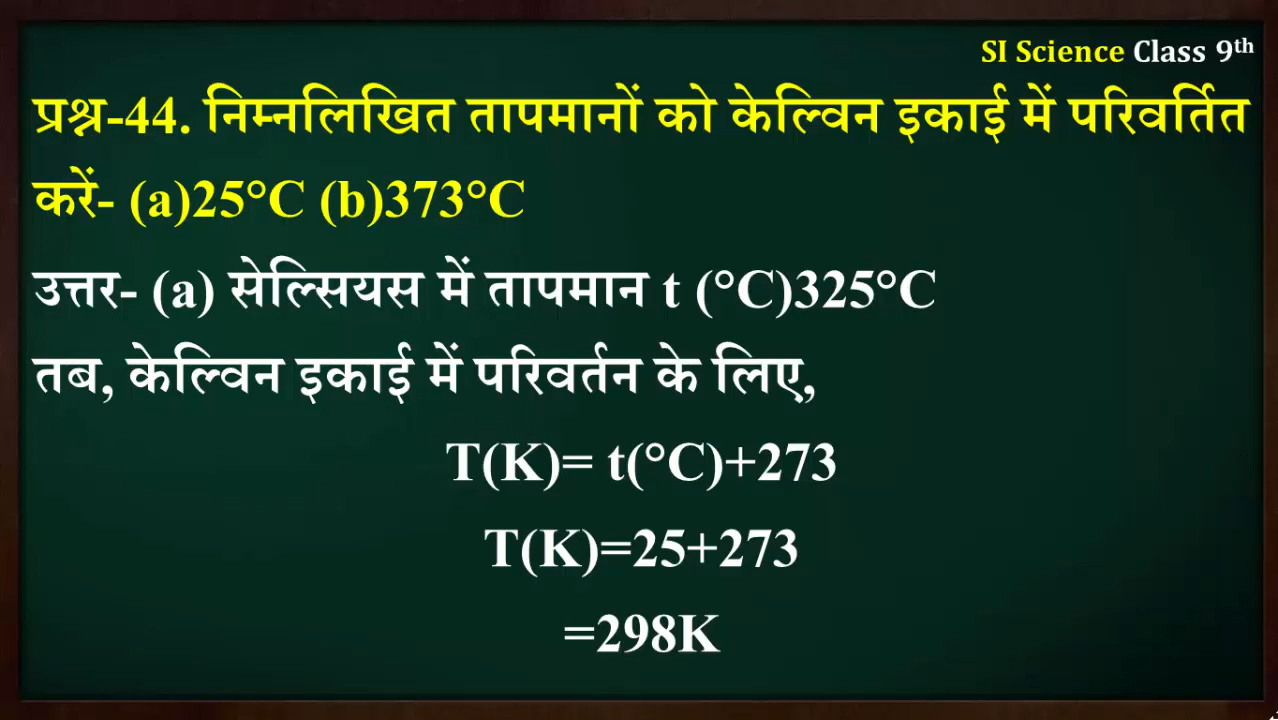 SI Science Class 9th
प्रश्न-44. निम्नलिखित तापमानों को केल्विन इकाई में परिवर्तित
करें- (a)25°C (b)373°C
उत्तर- (a) सेल्सियस में तापमान t (°C)325°C
तब, केल्विन इकाई में परिवर्तन के लिए,
T(K)= t(°C)+273
T(K)=25+273
=298K